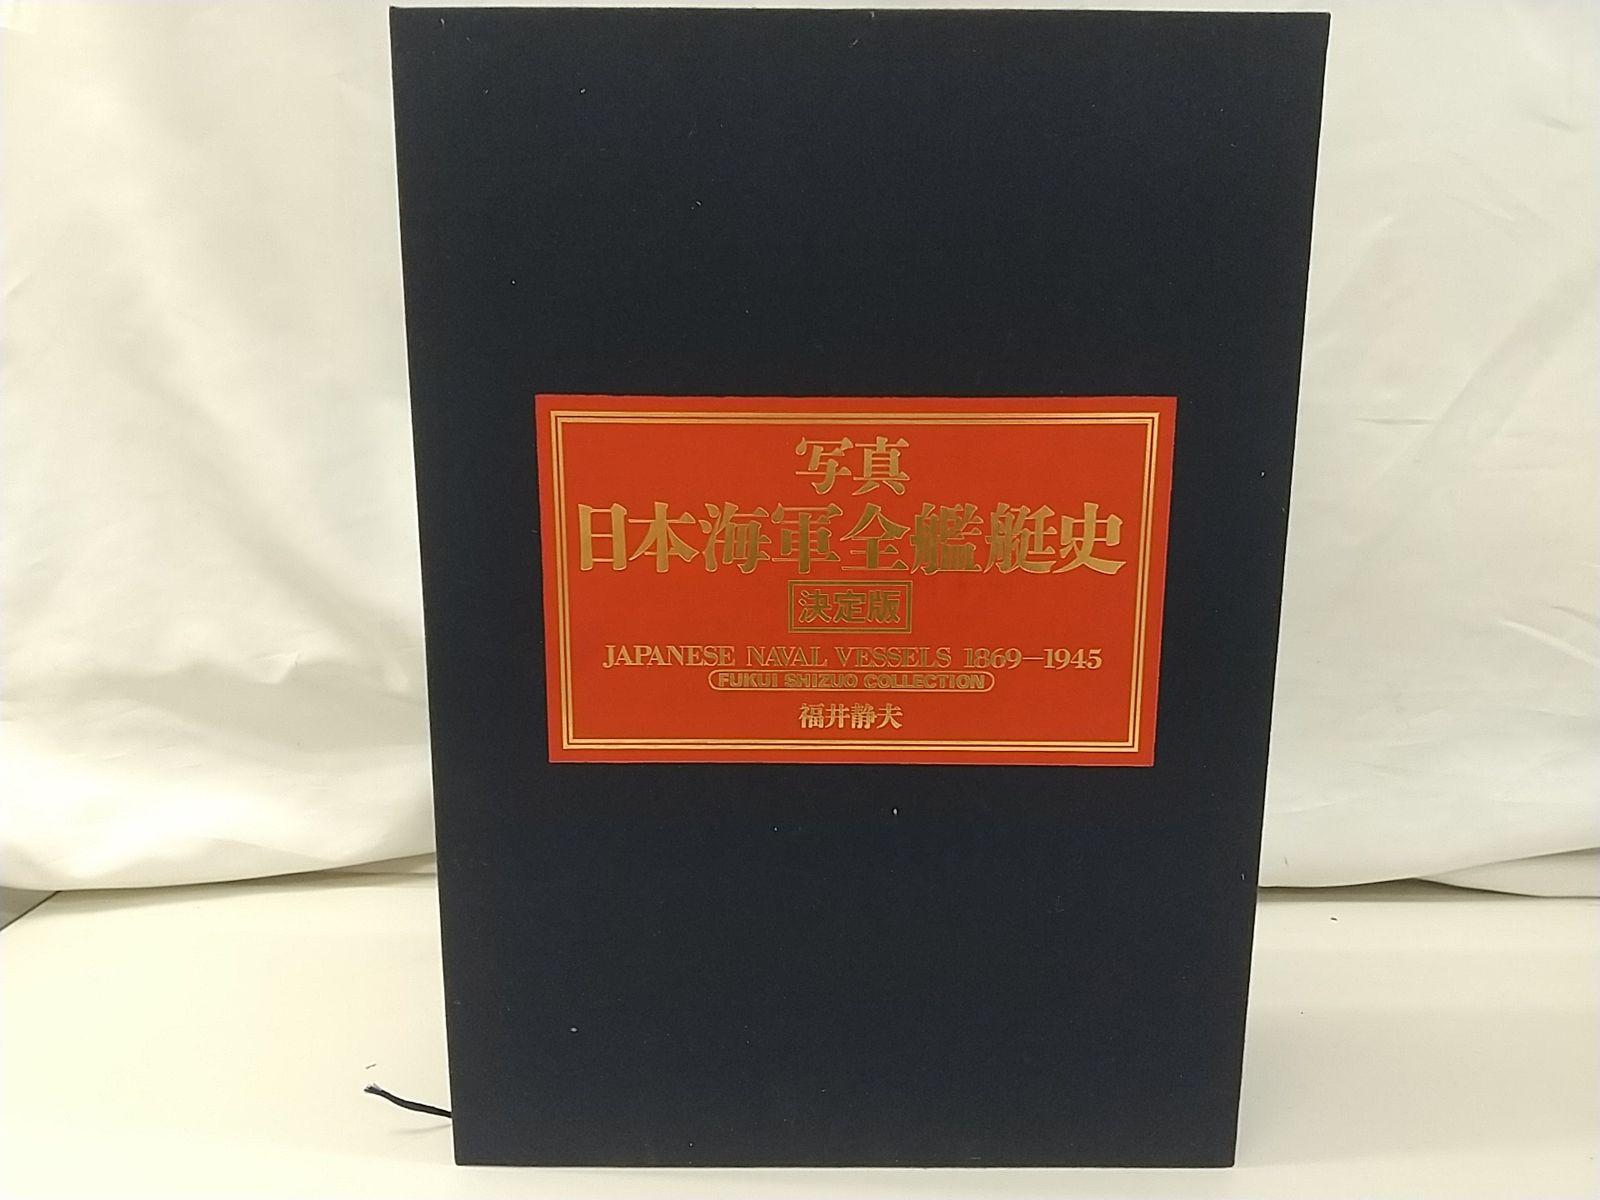 写真
日本海軍全艦艇史
決定版
JAPANESE NAVAL VESSELS 1869–1945
FUKUI SHIZUO COLLECTION
福井静夫